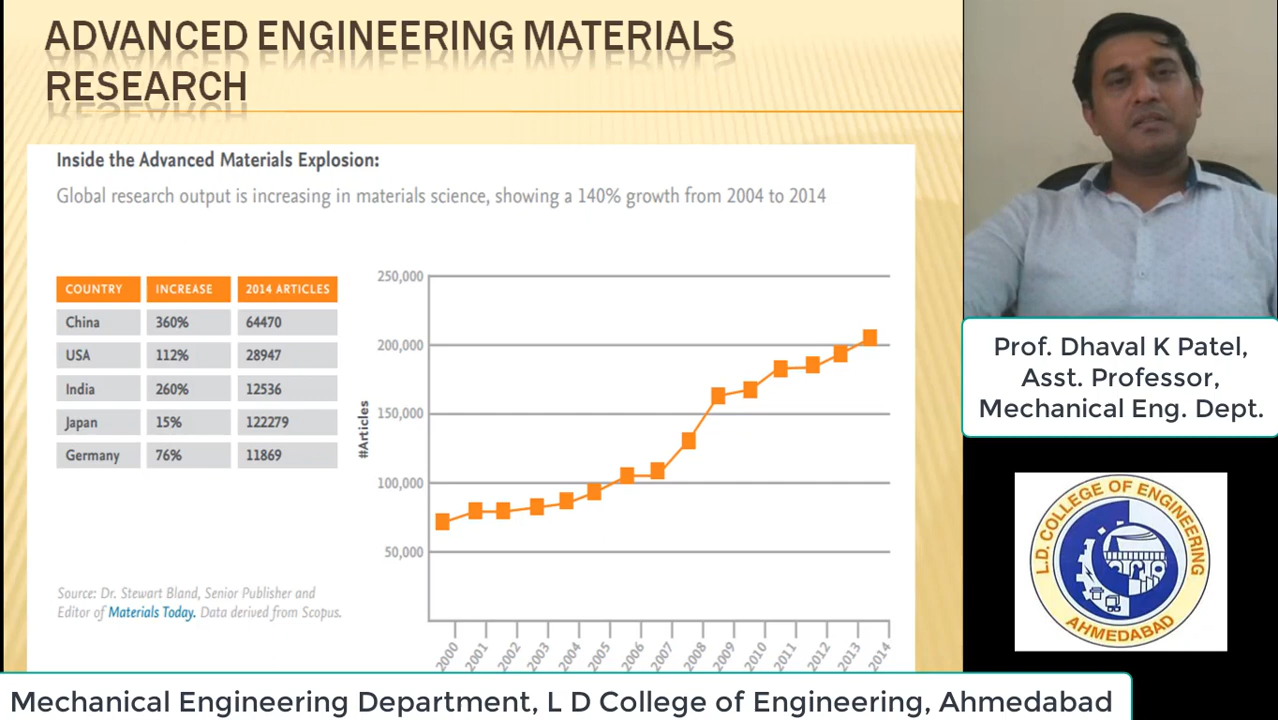 ADVANCED ENGINEERING MATERIALS
RESEARCH
Inside the Advanced Materials Explosion:
Global research output is increasing in materials science, showing a 140% growth from 2004 to 2014
COUNTRY INCREASE 2014 ARTICLES
China 360% 64470
USA 112% 28947
India 260% 12536
Japan 15% 122279
Germany 76% 11869
Source: Dr. Stewart Bland, Senior Publisher and
Editor of Materials Today. Data derived from Scopus.
#Articles
250,000
200,000
150,000
100,000
50,000
2000 2001 2002 2003 2004 2005 2006 2007 2008 2009 2010 2011 2012 2013 2014
Prof. Dhaval K Patel,
Asst. Professor,
Mechanical Eng. Dept.
L.D. COLLEGE OF ENGINEERING
AHMEDABAD
Mechanical Engineering Department, L D College of Engineering, Ahmedabad